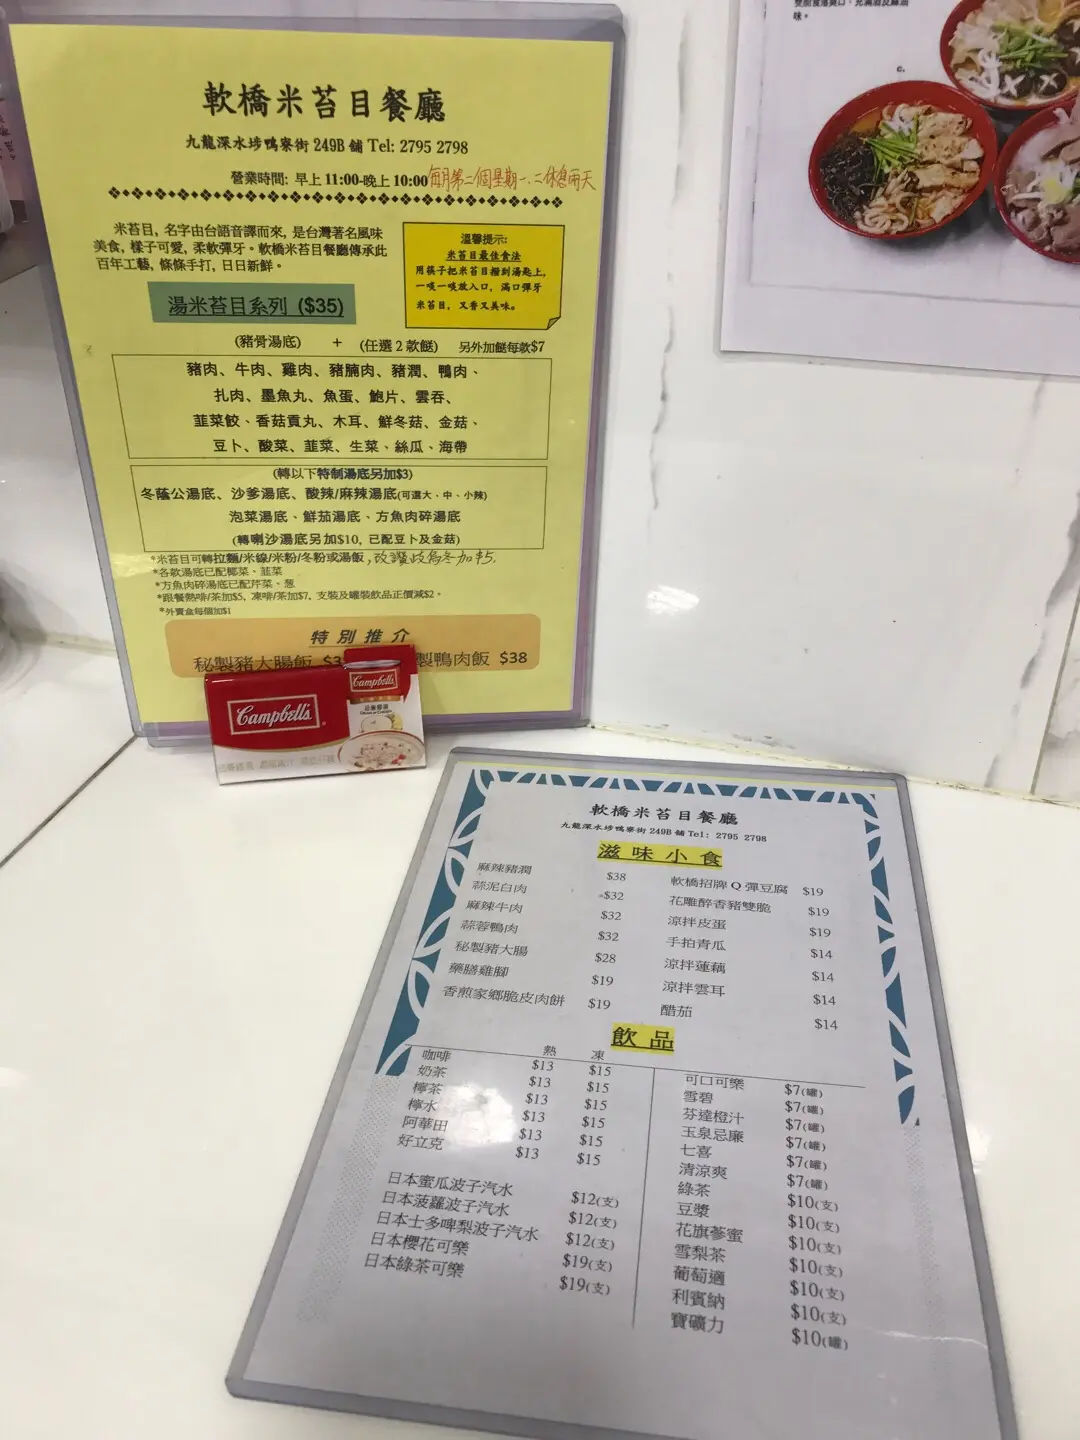 軟橋米苔目餐廳
九龍深水埗鴨寮街 249B 舖 Tel: 2795 2798
營業時間: 早上 11:00-晚上 10:00 每月第二個星期一、二休息兩天
米苔目, 名字由台語音譯而來, 是台灣著名風味
美食, 樣子可愛, 柔軟彈牙。軟橋米苔目餐廳傳承此
百年工藝, 條條手打, 日日新鮮。
溫馨提示:
米苔目最佳食法
用筷子把米苔目撥到湯匙上,
一啖一啖放入口, 滿口彈牙
米苔目, 又香又美味。
湯米苔目系列 ($35)
(豬骨湯底) + (任選 2 款餸) 另外加餸每款$7
豬肉、牛肉、雞肉、豬腩肉、豬潤、鴨肉、
扎肉、墨魚丸、魚蛋、鮑片、雲吞、
韮菜餃、香菇貢丸、木耳、鮮冬菇、金菇、
豆卜、酸菜、韮菜、生菜、絲瓜、海帶
(轉以下特制湯底另加$3)
冬蔭公湯底、沙爹湯底、酸辣/麻辣湯底(可選大、中、小辣)
泡菜湯底、鮮茄湯底、方魚肉碎湯底
(轉喇沙湯底另加$10, 已配豆卜及金菇)
*米苔目可轉拉麵/米線/米粉/冬粉或湯飯
加 $5.
*各款湯底已配椰菜、韮菜
*方魚肉碎湯底已配芹菜、葱
*跟餐熱啡/茶加$5, 凍啡/茶加$7, 支裝及罐裝飲品正價減$2。
*外賣盒每個加$1
特別推介
秘製豬大腸飯 $3
製鴨肉飯 $38
Campbell's
Campbell's
味。
c.
軟橋米苔目餐廳
九龍深水埗鴨寮街 249B 舖 Tel: 2795 2798
滋味小食
麻辣豬潤 $38
蒜泥白肉 $32
麻辣牛肉 $32
蒜蓉鴨肉 $32
秘製豬大腸 $28
藥膳雞腳 $19
香煎家鄉脆皮肉餅 $19
軟橋招牌 Q 彈豆腐 $19
花雕醉香豬雙脆 $19
涼拌皮蛋 $19
手拍青瓜 $14
涼拌蓮藕 $14
涼拌雲耳 $14
醋茄 $14
飲品
熱 凍
咖啡 $13 $15
奶茶 $13 $15
檸茶 $13 $15
檸水 $13 $15
阿華田 $13 $15
好立克 $13 $15
日本蜜瓜波子汽水 $12(支)
日本菠蘿波子汽水 $12(支)
日本士多啤梨波子汽水 $12(支)
日本櫻花可樂 $19(支)
日本綠茶可樂 $19(支)
可口可樂 $7(罐)
雪碧 $7(罐)
芬達橙汁 $7(罐)
玉泉忌廉 $7(罐)
七喜 $7(罐)
清涼爽 $7(罐)
綠茶 $10(支)
豆漿 $10(支)
花旗蔘蜜 $10(支)
雪梨茶 $10(支)
葡萄適 $10(支)
利賓納 $10(支)
寶礦力 $10(罐)